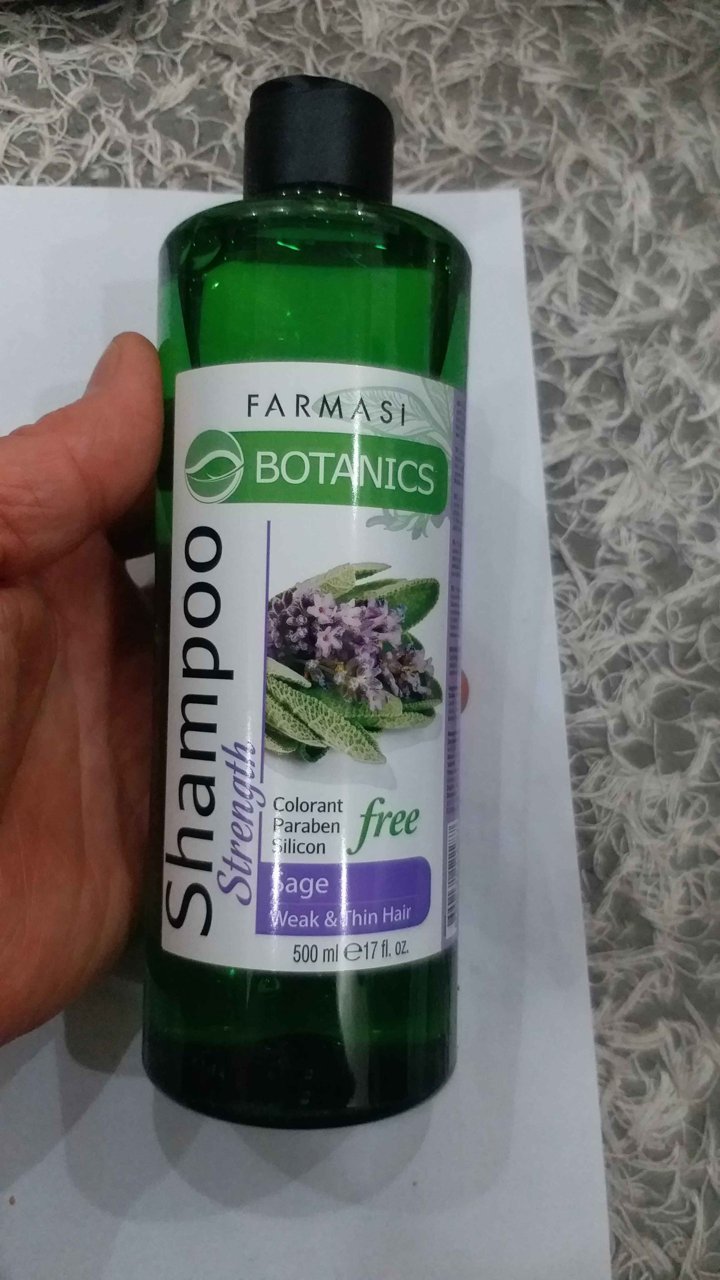 FARMASi
BOTANICS
Shampoo
Strength
Colorant
Paraben
Silicon
free
Sage
Weak & Thin Hair
500 ml ℮17 fl. oz.